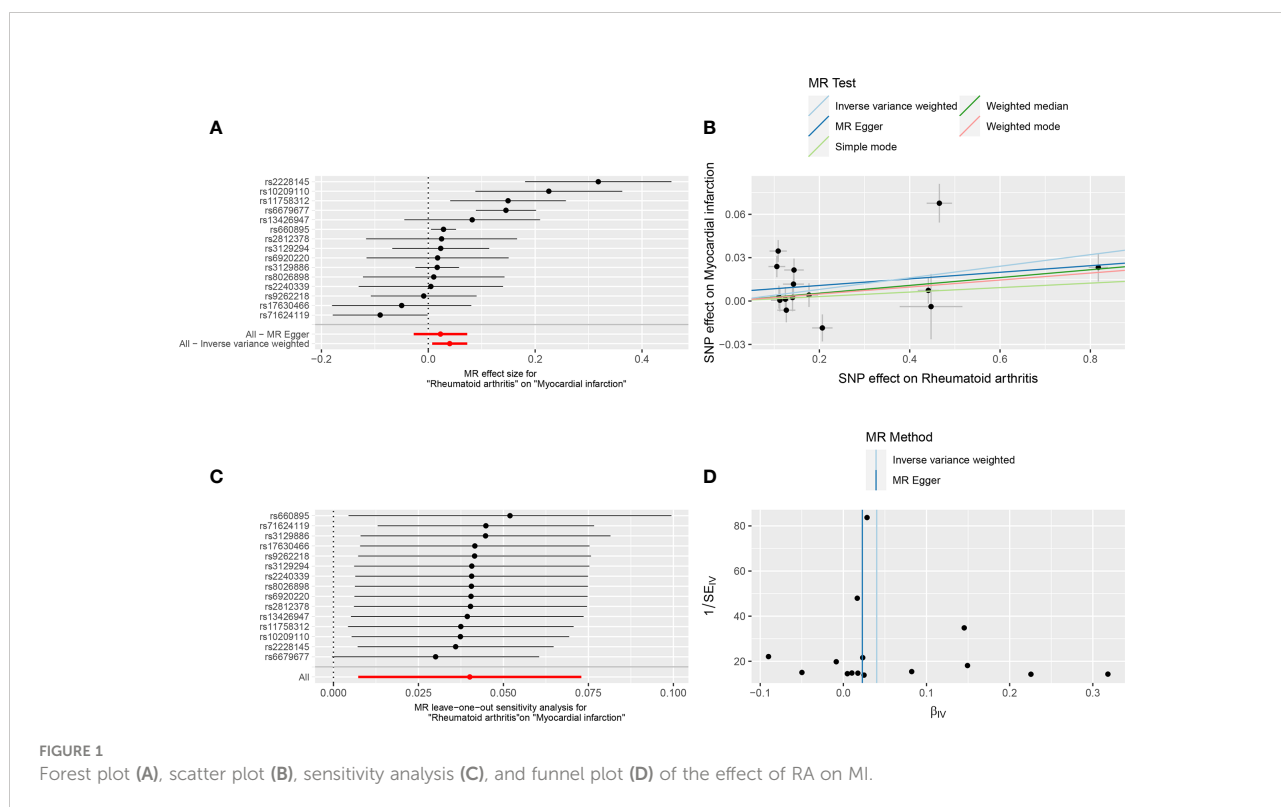 A
rs2228145
rs10209110
rs11758312
rs6679677
rs13426947
rs660895
rs2812378
rs3129294
rs6920220
rs3129886
rs8026898
rs2240339
rs9262218
rs17630466
rs71624119
All − MR Egger
All − Inverse variance weighted
−0.2 0.0 0.2 0.4
MR effect size for
"Rheumatoid arthritis" on "Myocardial infarction"
B
MR Test
Inverse variance weighted
MR Egger
Simple mode
Weighted median
Weighted mode
SNP effect on Myocardial infarction
0.06
0.03
0.00
−0.03
0.2 0.4 0.6 0.8
SNP effect on Rheumatoid arthritis
C
rs660895
rs71624119
rs3129886
rs17630466
rs9262218
rs3129294
rs2240339
rs8026898
rs6920220
rs2812378
rs13426947
rs11758312
rs10209110
rs2228145
rs6679677
All
0.000 0.025 0.050 0.075 0.100
MR leave−one−out sensitivity analysis for
"Rheumatoid arthritis"on "Myocardial infarction"
D
MR Method
Inverse variance weighted
MR Egger
1/SEIV
80
60
40
20
−0.1 0.0 0.1 0.2 0.3
βIV
FIGURE 1
Forest plot (A), scatter plot (B), sensitivity analysis (C), and funnel plot (D) of the effect of RA on MI.